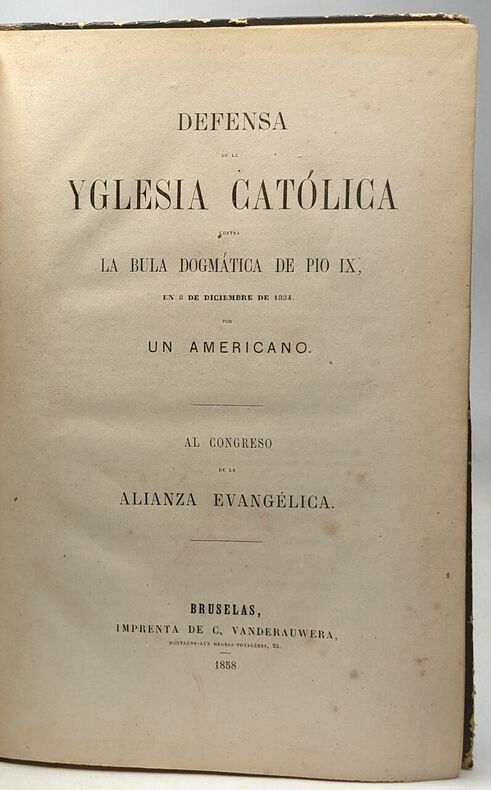 DEFENSA
DE LA
YGLESIA CATÓLICA
CONTRA
LA BULA DOGMÁTICA DE PIO IX,
EN 8 DE DICIEMBRE DE 1854.
POR
UN AMERICANO.
AL CONGRESO
DE LA
ALIANZA EVANGÉLICA.
BRUSELAS,
IMPRENTA DE C. VANDERAUWERA,
MONTAGNE-AUX HERBES-POTAGÈRES, 25.
1858